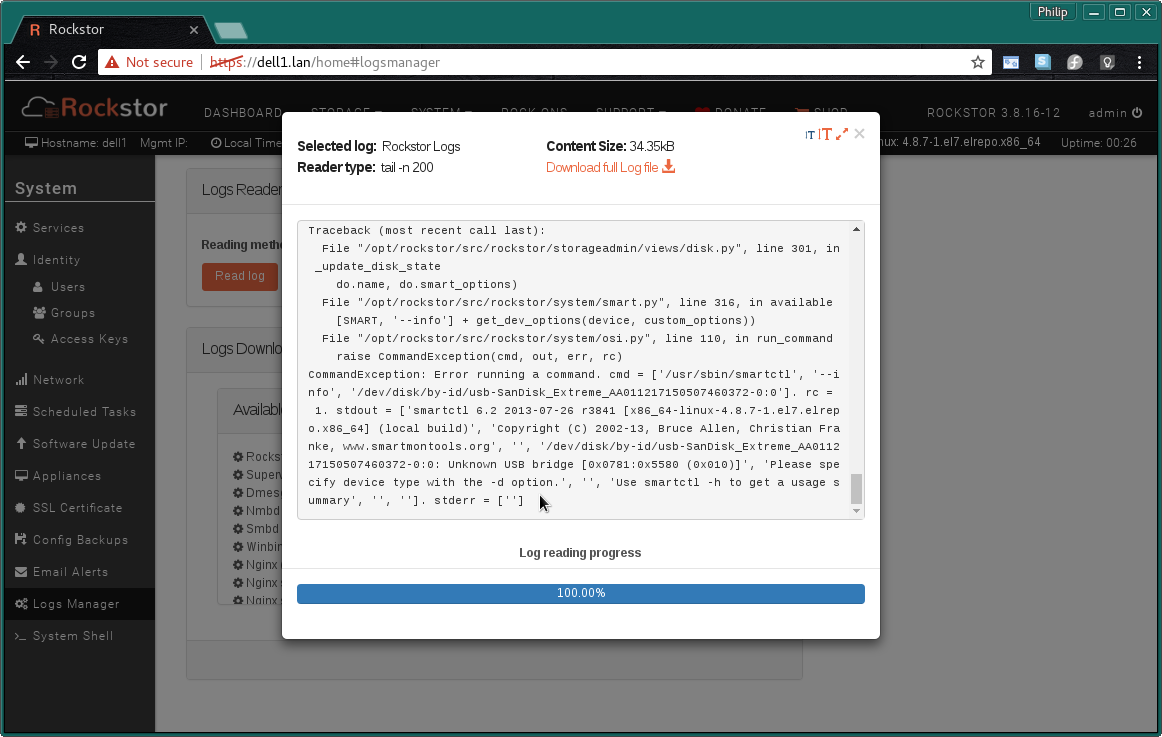 Philip
Rockstor
Not secure https://dell1.lan/home#logsmanager
Rockstor
DASHBOARD STORAGE SYSTEM ROCK-ONS SUPPORT DONATE SHOP ROCKSTOR 3.8.16-12 admin
Hostname: dell1 Mgmt IP: Local Time nux: 4.8.7-1.el7.elrepo.x86_64 Uptime: 00:26
System
Services
Identity
Users
Groups
Access Keys
Network
Scheduled Tasks
Software Update
Appliances
SSL Certificate
Config Backups
Email Alerts
Logs Manager
System Shell
Logs Reader
Reading meth
Read log
Logs Downlo
Availabl
Rocks
Superv
Dmes
Nmbd
Smbd
Winbin
Nginx
Nginx s
Nginx s
Selected log: Rockstor Logs Content Size: 34.35kB
Reader type: tail -n 200 Download full Log file
Traceback (most recent call last):
File "/opt/rockstor/src/rockstor/storageadmin/views/disk.py", line 301, in
_update_disk_state
do.name, do.smart_options)
File "/opt/rockstor/src/rockstor/system/smart.py", line 316, in available
[SMART, '--info'] + get_dev_options(device, custom_options))
File "/opt/rockstor/src/rockstor/system/osi.py", line 110, in run_command
raise CommandException(cmd, out, err, rc)
CommandException: Error running a command. cmd = ['/usr/sbin/smartctl', '--i
nfo', '/dev/disk/by-id/usb-SanDisk_Extreme_AA011217150507460372-0:0']. rc =
1. stdout = ['smartctl 6.2 2013-07-26 r3841 [x86_64-linux-4.8.7-1.el7.elrep
o.x86_64] (local build)', 'Copyright (C) 2002-13, Bruce Allen, Christian Fra
nke, www.smartmontools.org', '', '/dev/disk/by-id/usb-SanDisk_Extreme_AA0112
17150507460372-0:0: Unknown USB bridge [0x0781:0x5580 (0x010)]', 'Please spe
cify device type with the -d option.', '', 'Use smartctl -h to get a usage s
ummary', '', '']. stderr = ['']
Log reading progress
100.00%